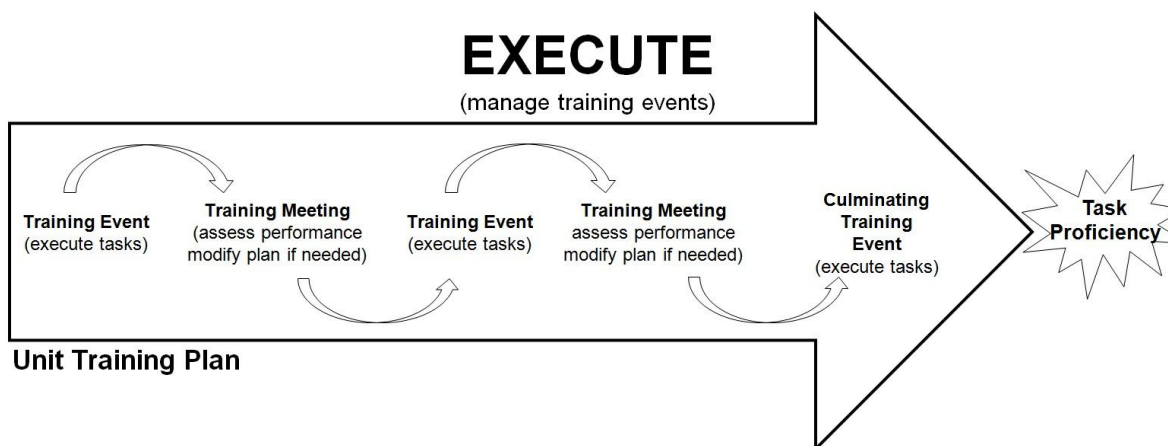 EXECUTE
(manage training events)
Training Event
(execute tasks)
Training Meeting
(assess performance
modify plan if needed)
Training Event
(execute tasks)
Training Meeting
assess performance
modify plan if needed)
Culminating
Training
Event
(execute tasks)
Task
Proficiency
Unit Training Plan